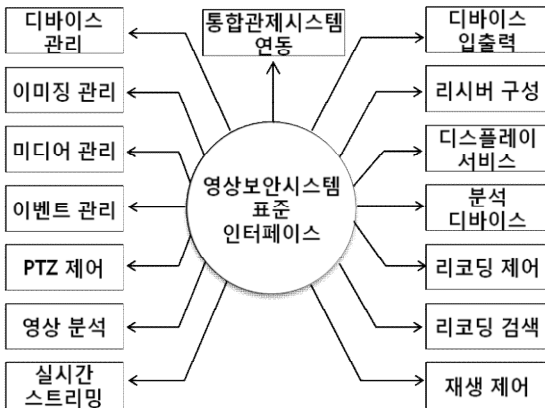 디바이스
관리
이미징 관리
미디어 관리
이벤트 관리
PTZ 제어
영상 분석
실시간
스트리밍
통합관제시스템
연동
영상보안시스템
표준
인터페이스
디바이스
입출력
리시버 구성
디스플레이
서비스
분석
디바이스
리코딩 제어
리코딩 검색
재생 제어